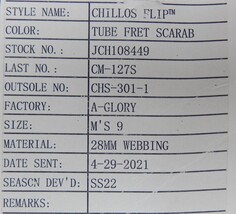 STYLE NAME: CHILLOS FLIP™
COLOR: TUBE FRET SCARAB
STOCK NO.: JCH108449
LAST NO.: CM-127S
OUTSOLE NO: CHS-301-1
FACTORY: A-GLORY
SIZE: M'S 9
MATERIAL: 28MM WEBBING
DATE SENT: 4-29-2021
SEASON DEV'D: SS22
REMARKS: